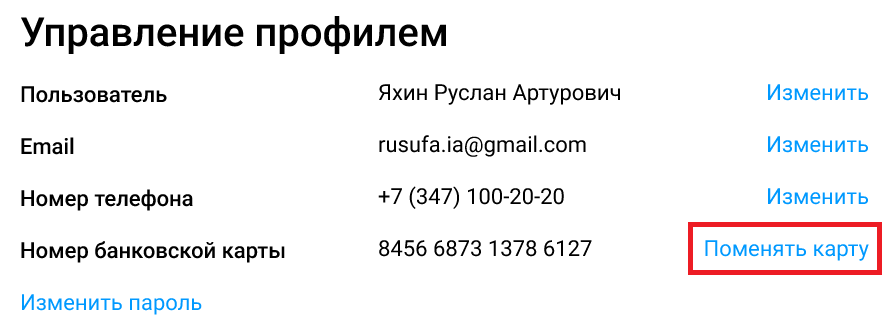 Управление профилем
Пользователь Яхин Руслан Артурович Изменить
Email rusufa.ia@gmail.com Изменить
Номер телефона +7 (347) 100-20-20 Изменить
Номер банковской карты 8456 6873 1378 6127 Поменять карту
Изменить пароль